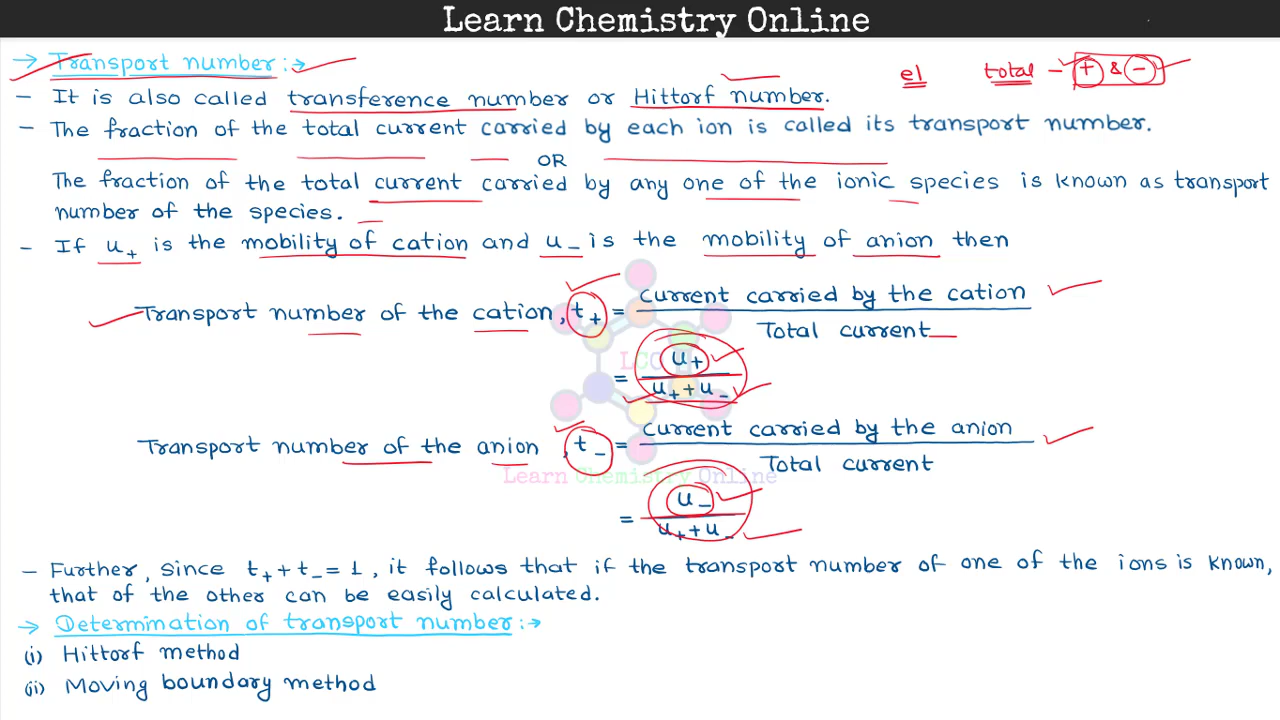 Learn Chemistry Online
→ Transport number :→
el total - + & -
- It is also called transference number or Hittorf number.
- The fraction of the total current carried by each ion is called its transport number.
OR
The fraction of the total current carried by any one of the ionic species is known as transport
number of the species.
- If u₊ is the mobility of cation and u₋ is the mobility of anion then
Transport number of the cation, t₊ = current carried by the cation
Total current
LCO
= u₊
u₊ + u₋
Transport number of the anion, t₋ = current carried by the anion
Total current
Learn Chemistry Online
= u₋
u₊ + u₋
- Further, since t₊ + t₋ = 1, it follows that if the transport number of one of the ions is known,
that of the other can be easily calculated.
→ Determination of transport number :→
(i) Hittorf method
(ii) Moving boundary method